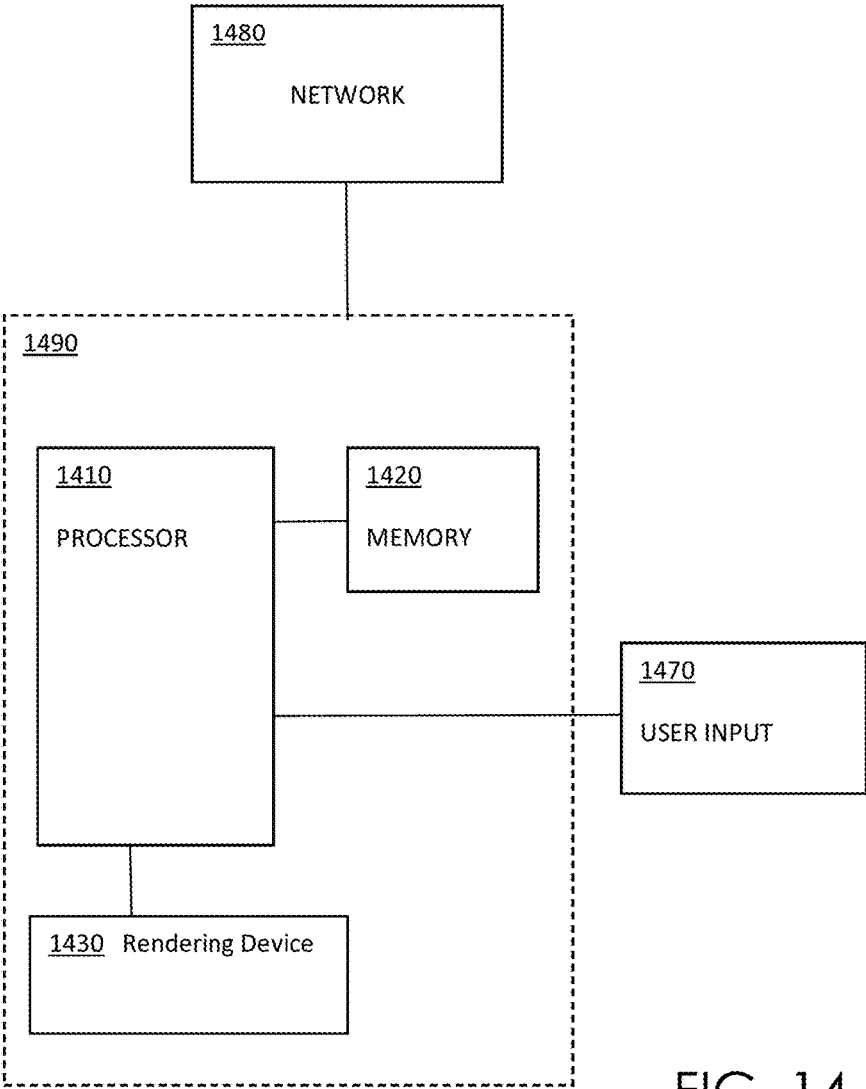 1480
NETWORK
1490
1410
PROCESSOR
1420
MEMORY
1470
USER INPUT
1430 Rendering Device
FIG. 14